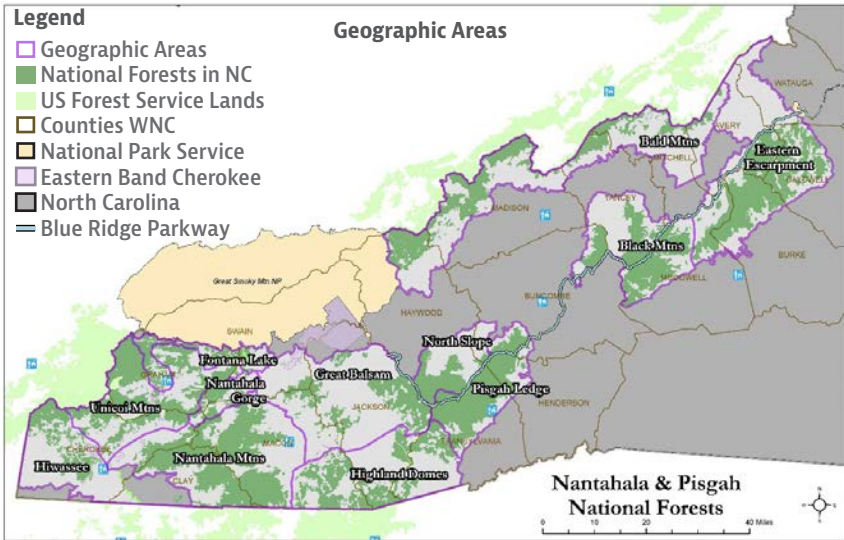 Legend
Geographic Areas
National Forests in NC
US Forest Service Lands
Counties WNC
National Park Service
Eastern Band Cherokee
North Carolina
Blue Ridge Parkway
Geographic Areas
WATAUGA
AVERY
Bald Mtns
MITCHELL
Eastern
Escarpment
CALDWELL
YANCEY
MADISON
Black Mtns
BURKE
MCDOWELL
Great Smoky Mtn NP
BUNCOMBE
HAYWOOD
SWAIN
North Slope
Fontana Lake
GRAHAM
Great Balsam
Nantahala
Gorge
Pisgah Ledge
Unicoi Mtns
JACKSON
HENDERSON
MACON
TRANSYLVANIA
CHEROKEE
Hiwassee
Nantahala Mtns
Highland Domes
CLAY
Nantahala & Pisgah
National Forests
0 10 20 40 Miles